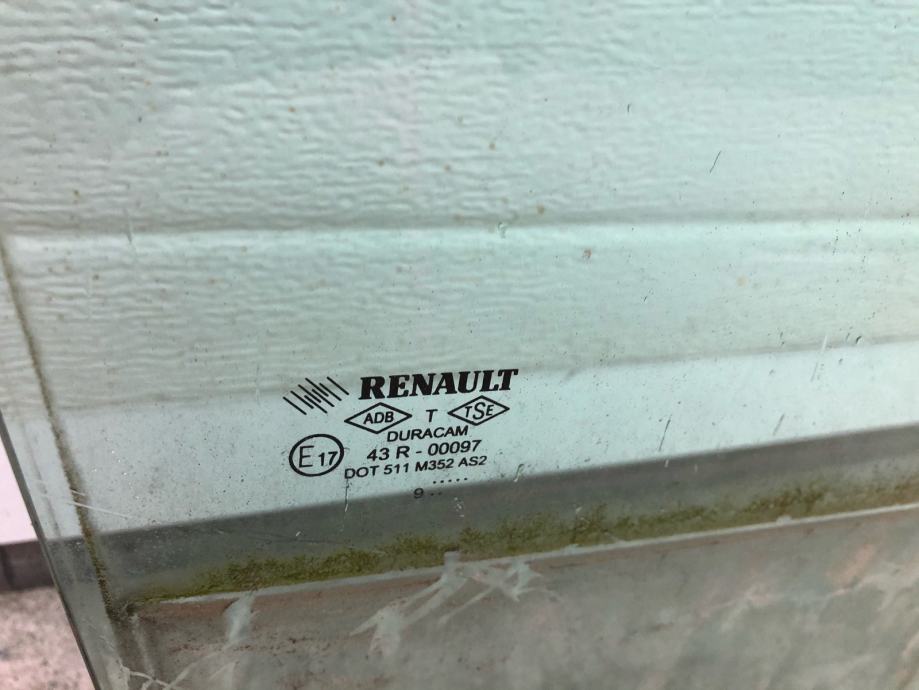 RENAULT
ADB T TSE
DURACAM
E17 43 R - 00097
DOT 511 M352 AS2
.....
9 ..